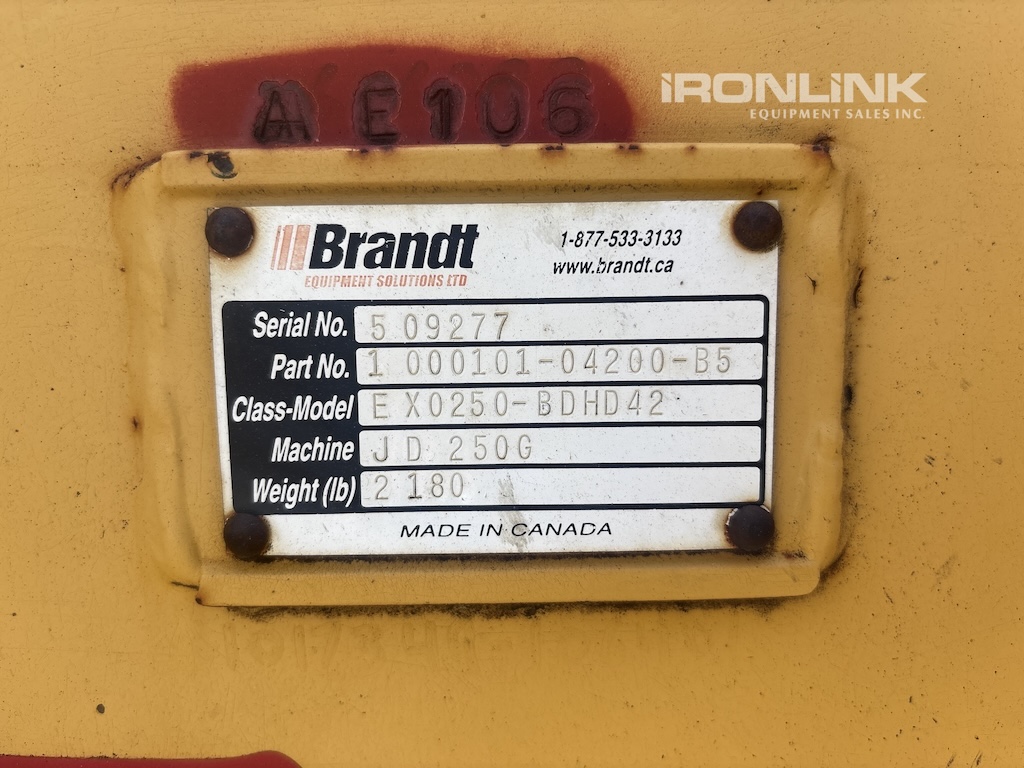 AE106
IRONLINK
EQUIPMENT SALES INC.
Brandt
EQUIPMENT SOLUTIONS LTD
1-877-533-3133
www.brandt.ca
Serial No. 5 09277
Part No. 1 000101-04200-B5
Class-Model E X0250-BDHD42
Machine J D 250G
Weight (lb) 2 180
MADE IN CANADA